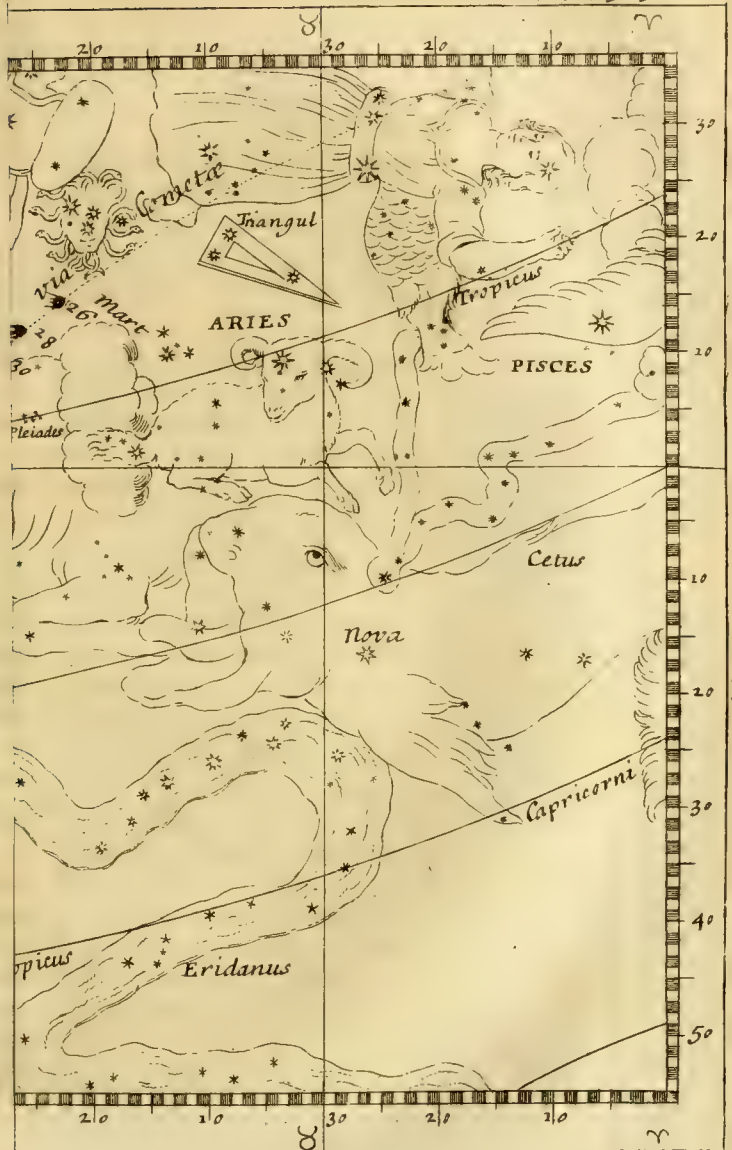 20 10 ♉ 30 20 10 ♈
30
Cometæ
Triangul
20
via
Tropicus
26 Mart
28
ARIES
30
10
PISCES
Pleiades
Cetus
10
Nova
20
Capricorni
30
40
opicus
Eridanus
50
20 10 ♉ 30 20 10 ♈